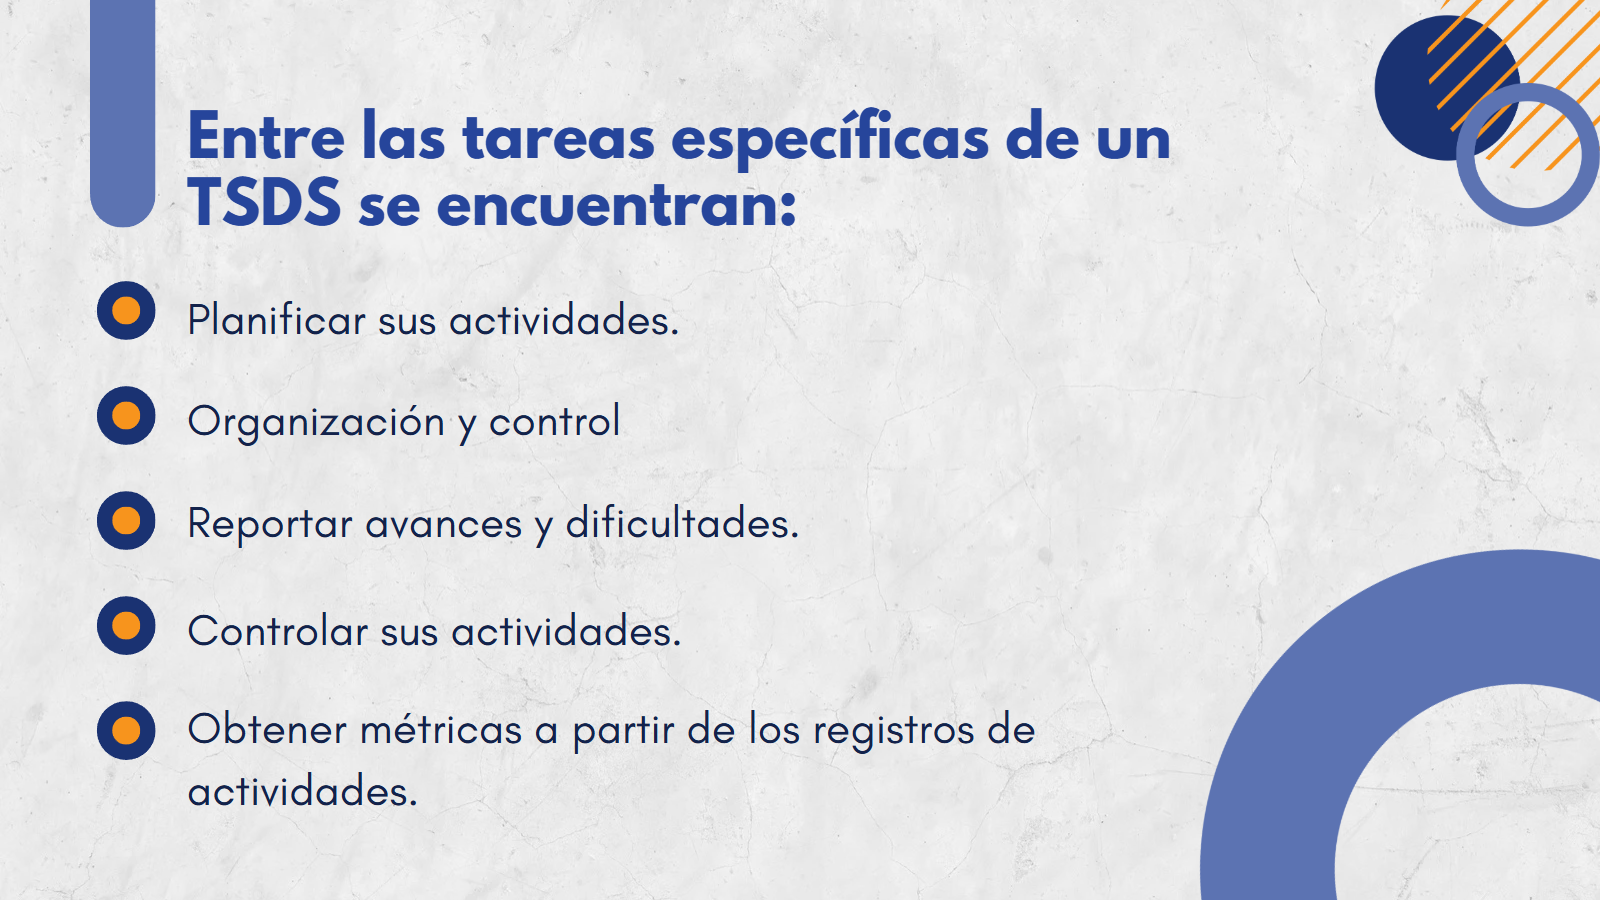 Entre las tareas específicas de un
TSDS se encuentran:
Planificar sus actividades.
Organización y control
Reportar avances y dificultades.
Controlar sus actividades.
Obtener métricas a partir de los registros de
actividades.